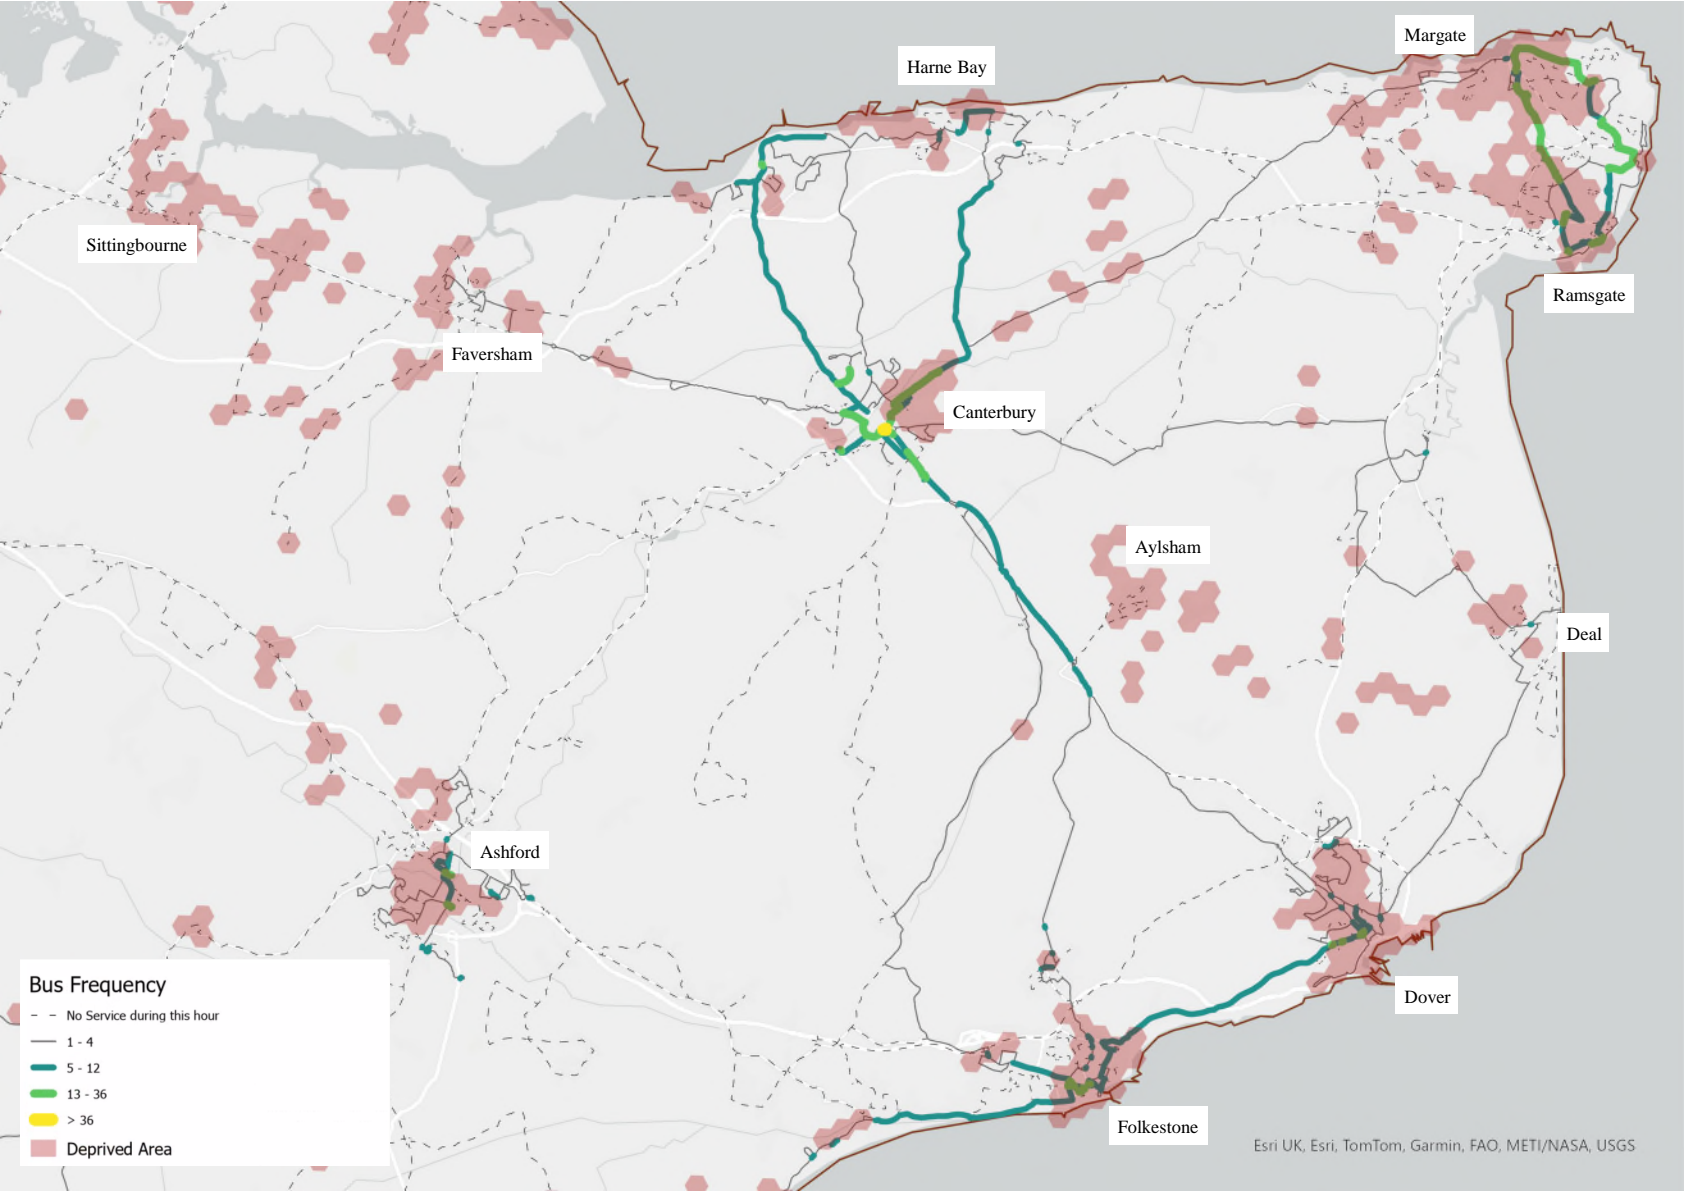 Margate
Harne Bay
Sittingbourne
Ramsgate
Faversham
Canterbury
Aylsham
Deal
Ashford
Dover
Folkestone
Bus Frequency
No Service during this hour
1 - 4
5 - 12
13 - 36
> 36
Deprived Area
Esri UK, Esri, TomTom, Garmin, FAO, METI/NASA, USGS